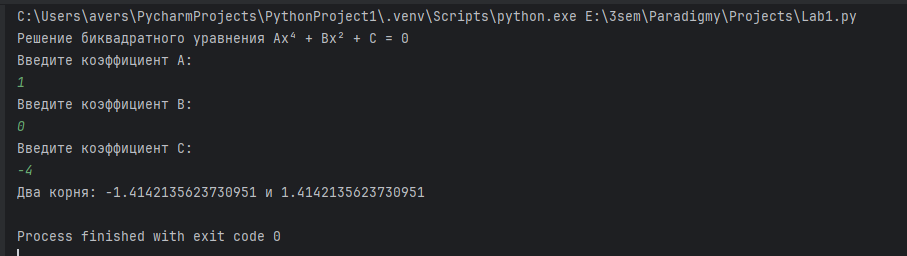 C:\Users\avers\PycharmProjects\PythonProject1\.venv\Scripts\python.exe E:\3sem\Paradigmy\Projects\Lab1.py
Решение биквадратного уравнения Ax⁴ + Bx² + C = 0
Введите коэффициент A:
1
Введите коэффициент B:
0
Введите коэффициент C:
-4
Два корня: -1.4142135623730951 и 1.4142135623730951
Process finished with exit code 0